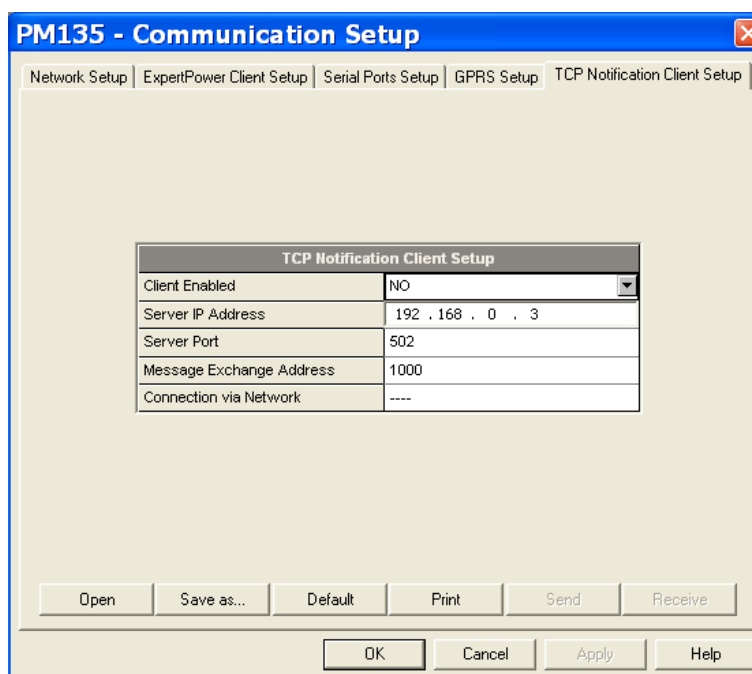 PM135 - Communication Setup
Network Setup ExpertPower Client Setup Serial Ports Setup GPRS Setup TCP Notification Client Setup
TCP Notification Client Setup
Client Enabled NO
Server IP Address 192 . 168 . 0 . 3
Server Port 502
Message Exchange Address 1000
Connection via Network ----
Open Save as... Default Print Send Receive
OK Cancel Apply Help